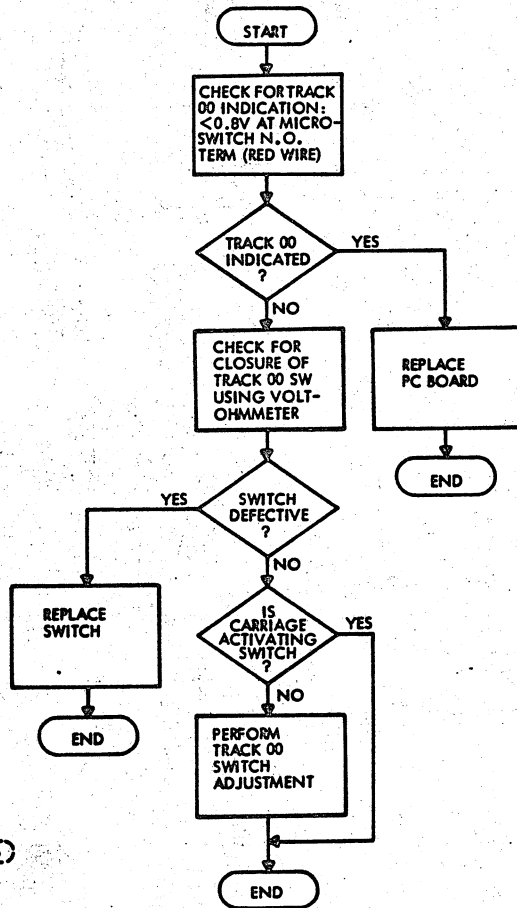 START
CHECK FOR TRACK
00 INDICATION:
<0.8V AT MICRO-
SWITCH N.O.
TERM (RED WIRE)
TRACK 00
INDICATED
?
YES
NO
CHECK FOR
CLOSURE OF
TRACK 00 SW
USING VOLT-
OHMMETER
REPLACE
PC BOARD
END
YES
SWITCH
DEFECTIVE
?
NO
REPLACE
SWITCH
END
IS
CARRIAGE
ACTIVATING
SWITCH
?
YES
NO
PERFORM
TRACK 00
SWITCH
ADJUSTMENT
END